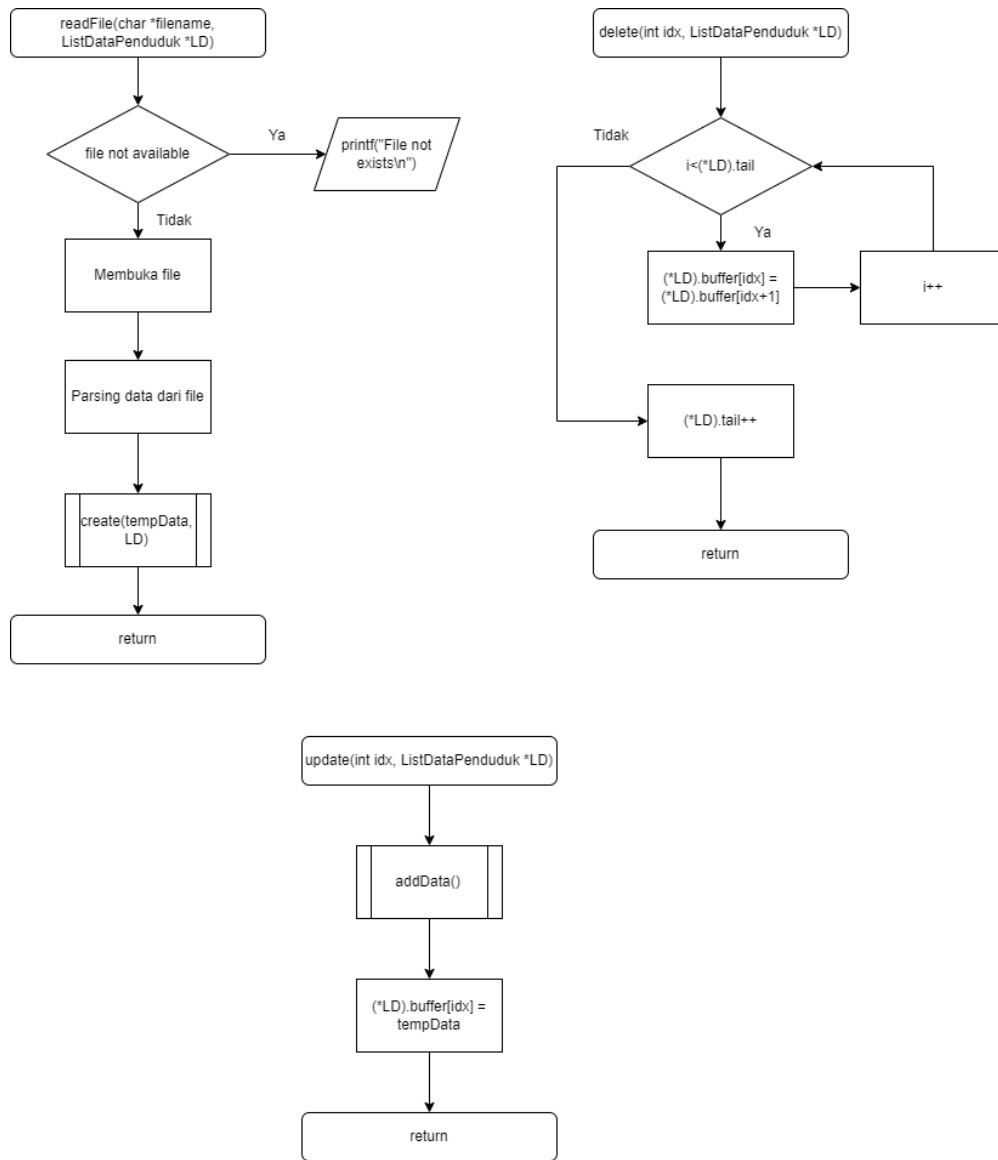 readFile(char *filename,
ListDataPenduduk *LD)
file not available
Ya
printf("File not
exists\n")
Tidak
Membuka file
Parsing data dari file
create(tempData,
LD)
return
delete(int idx, ListDataPenduduk *LD)
Tidak
i<(*LD).tail
Ya
(*LD).buffer[idx] =
(*LD).buffer[idx+1]
i++
(*LD).tail++
return
update(int idx, ListDataPenduduk *LD)
addData()
(*LD).buffer[idx] =
tempData
return